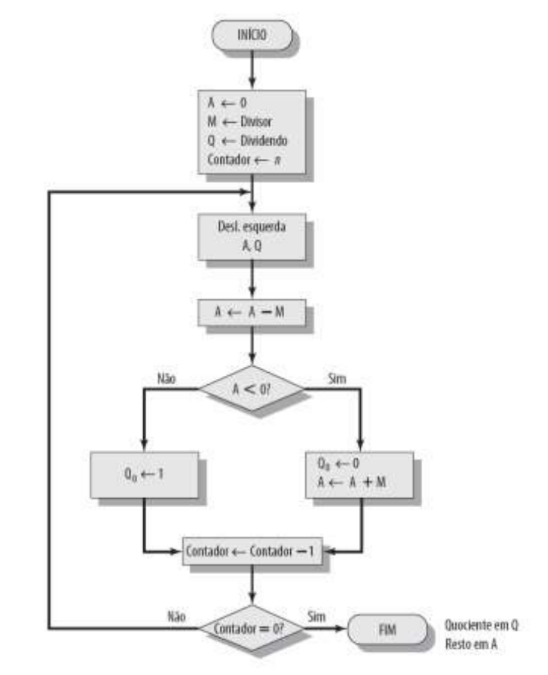 INÍCIO
A ← 0
M ← Divisor
Q ← Dividendo
Contador ← n
Desl. esquerda
A, Q
A ← A − M
Não
A < 0?
Sim
Q₀ ← 1
Q₀ ← 0
A ← A + M
Contador ← Contador −1
Não
Contador = 0?
Sim
FIM
Quociente em Q
Resto em A